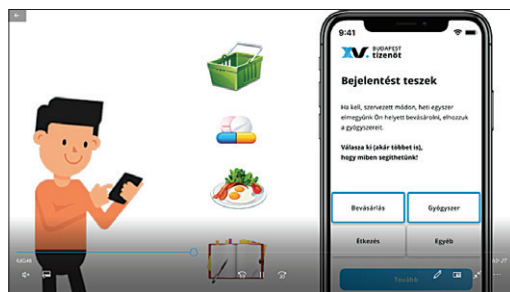 9:41
XV. BUDAPEST
tizenöt
Bejelentést teszek
Ha kell, szervezett módon, heti egyszer
elmegyünk Ön helyett bevásárolni, elhozzuk
a gyógyszereit.
Válasza ki (akár többet is),
hogy miben segíthetünk!
Bevásárlás
Gyógyszer
Étkezés
Egyéb
Tovább